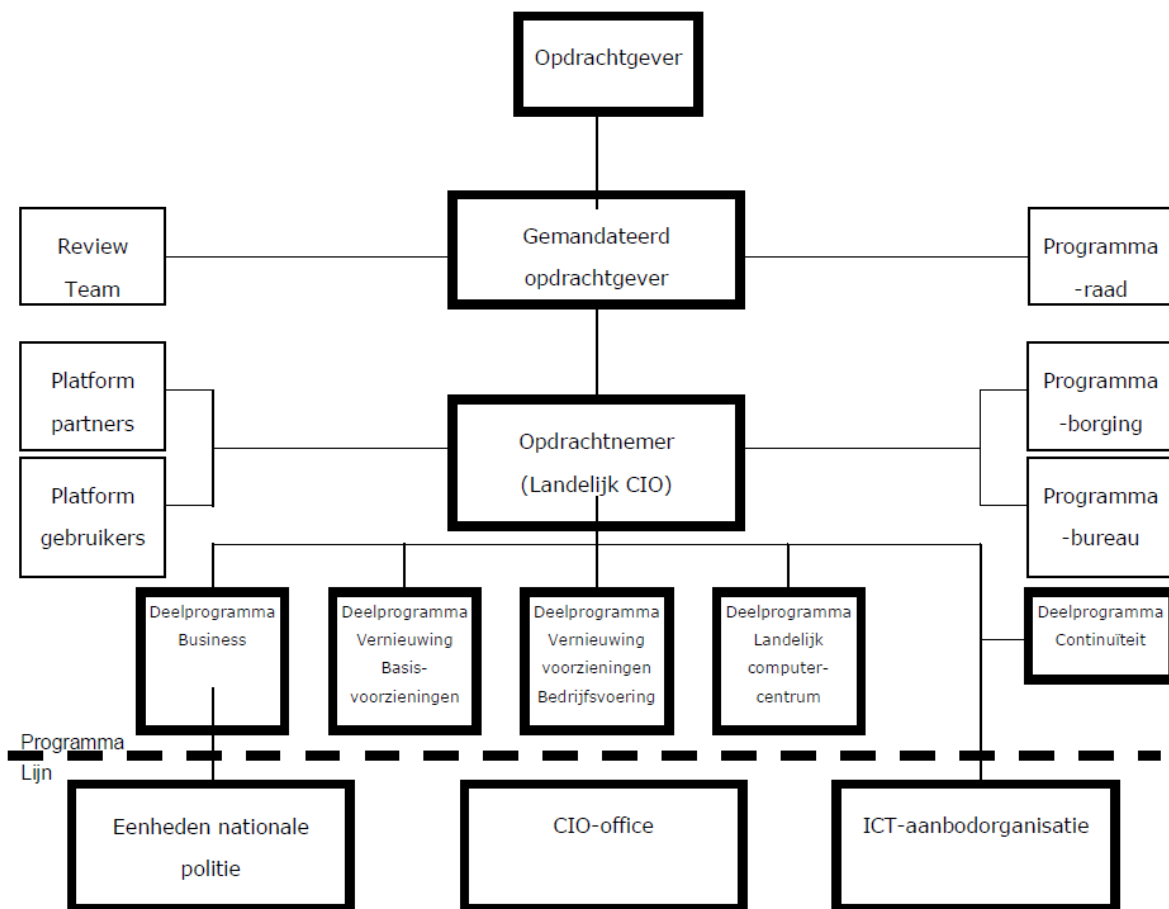 Opdrachtgever
Review
Team
Gemandateerd
opdrachtgever
Programma
-raad
Platform
partners
Platform
gebruikers
Opdrachtnemer
(Landelijk CIO)
Programma
-borging
Programma
-bureau
Deelprogramma
Business
Deelprogramma
Vernieuwing
Basis-
voorzieningen
Deelprogramma
Vernieuwing
voorzieningen
Bedrijfsvoering
Deelprogramma
Landelijk
computer-
centrum
Deelprogramma
Continuïteit
Programma
Lijn
Eenheden nationale
politie
CIO-office
ICT-aanbodorganisatie